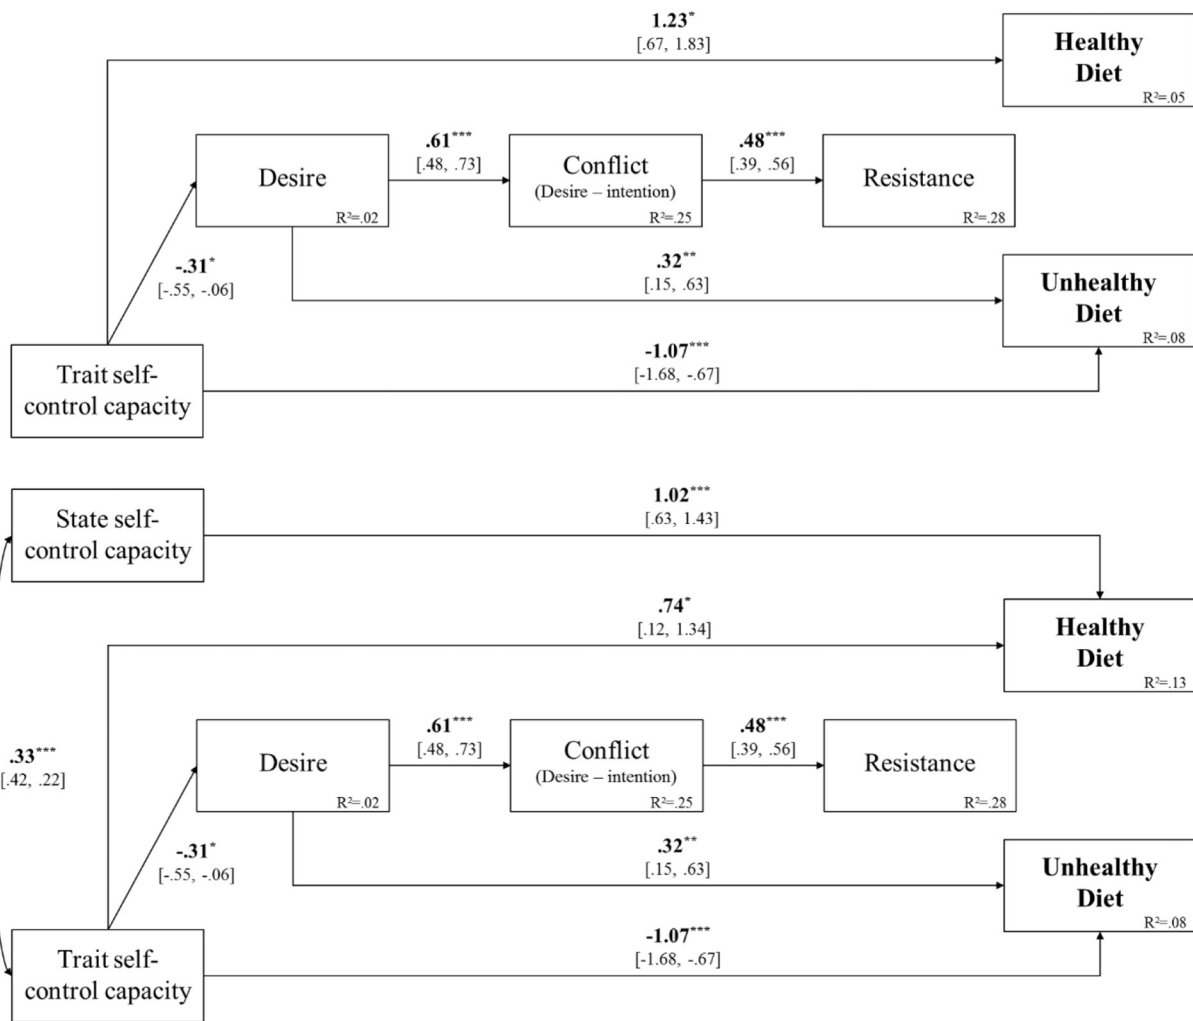 1.23*
[.67, 1.83]
Healthy
Diet
R²=.05
Desire
R²=.02
.61***
[.48, .73]
Conflict
(Desire – intention)
R²=.25
.48***
[.39, .56]
Resistance
R²=.28
-.31*
[-.55, -.06]
.32**
[.15, .63]
Unhealthy
Diet
R²=.08
-1.07***
[-1.68, -.67]
Trait self-
control capacity
State self-
control capacity
1.02***
[.63, 1.43]
.74*
[.12, 1.34]
Healthy
Diet
R²=.13
.33***
[.42, .22]
Desire
R²=.02
.61***
[.48, .73]
Conflict
(Desire – intention)
R²=.25
.48***
[.39, .56]
Resistance
R²=.28
-.31*
[-.55, -.06]
.32**
[.15, .63]
Unhealthy
Diet
R²=.08
-1.07***
[-1.68, -.67]
Trait self-
control capacity